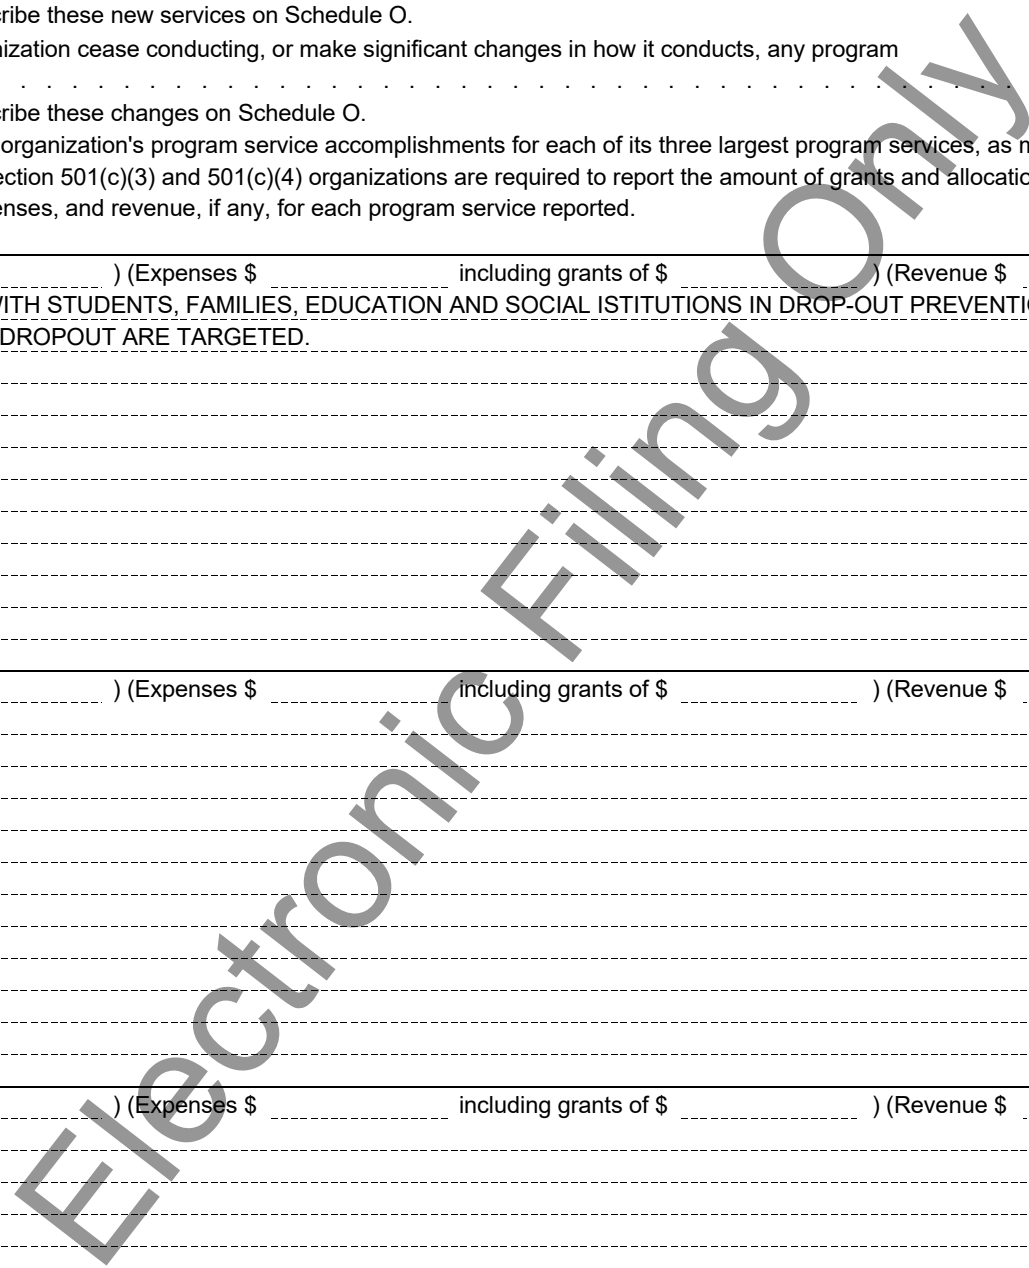 cribe these new services on Schedule O.
nization cease conducting, or make significant changes in how it conducts, any program
. . . . . . . . . . . . . . . . . . . . . . . . . . . . . . . . . . . . . . .
cribe these changes on Schedule O.
organization's program service accomplishments for each of its three largest program services, as m
ection 501(c)(3) and 501(c)(4) organizations are required to report the amount of grants and allocatio
enses, and revenue, if any, for each program service reported.
) (Expenses $ including grants of $ ) (Revenue $
WITH STUDENTS, FAMILIES, EDUCATION AND SOCIAL ISTITUTIONS IN DROP-OUT PREVENTIO
DROPOUT ARE TARGETED.
) (Expenses $ including grants of $ ) (Revenue $
) (Expenses $ including grants of $ ) (Revenue $
Electronic Filing Only